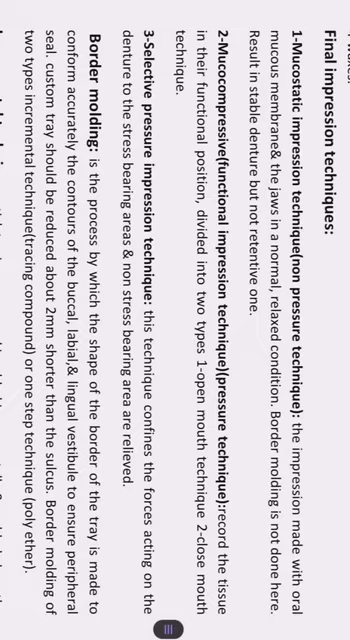 Final impression techniques:
1-Mucostatic impression technique(non pressure technique): the impression made with oral
mucous membrane& the jaws in a normal, relaxed condition. Border molding is not done here.
Result in stable denture but not retentive one.
2-Mucocompressive(functional impression technique)(pressure technique):record the tissue
in their functional position, divided into two types 1-open mouth technique 2-close mouth
technique.
3-Selective pressure impression technique: this technique confines the forces acting on the
denture to the stress bearing areas & non stress bearing area are relieved.
Border molding: is the process by which the shape of the border of the tray is made to
conform accurately the contours of the buccal, labial,& lingual vestibule to ensure peripheral
seal. custom tray should be reduced about 2mm shorter than the sulcus. Border molding of
two types incremental technique(tracing compound) or one step technique (poly ether).